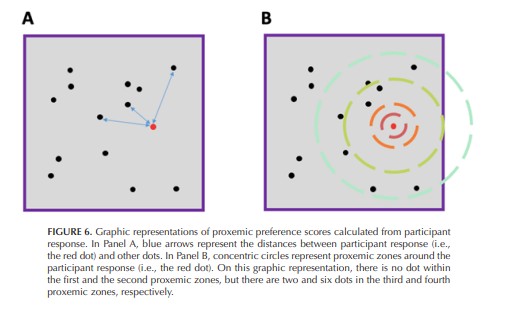 A
B
FIGURE 6. Graphic representations of proxemic preference scores calculated from participant
response. In Panel A, blue arrows represent the distances between participant response (i.e.,
the red dot) and other dots. In Panel B, concentric circles represent proxemic zones around the
participant response (i.e., the red dot). On this graphic representation, there is no dot within
the first and the second proxemic zones, but there are two and six dots in the third and fourth
proxemic zones, respectively.